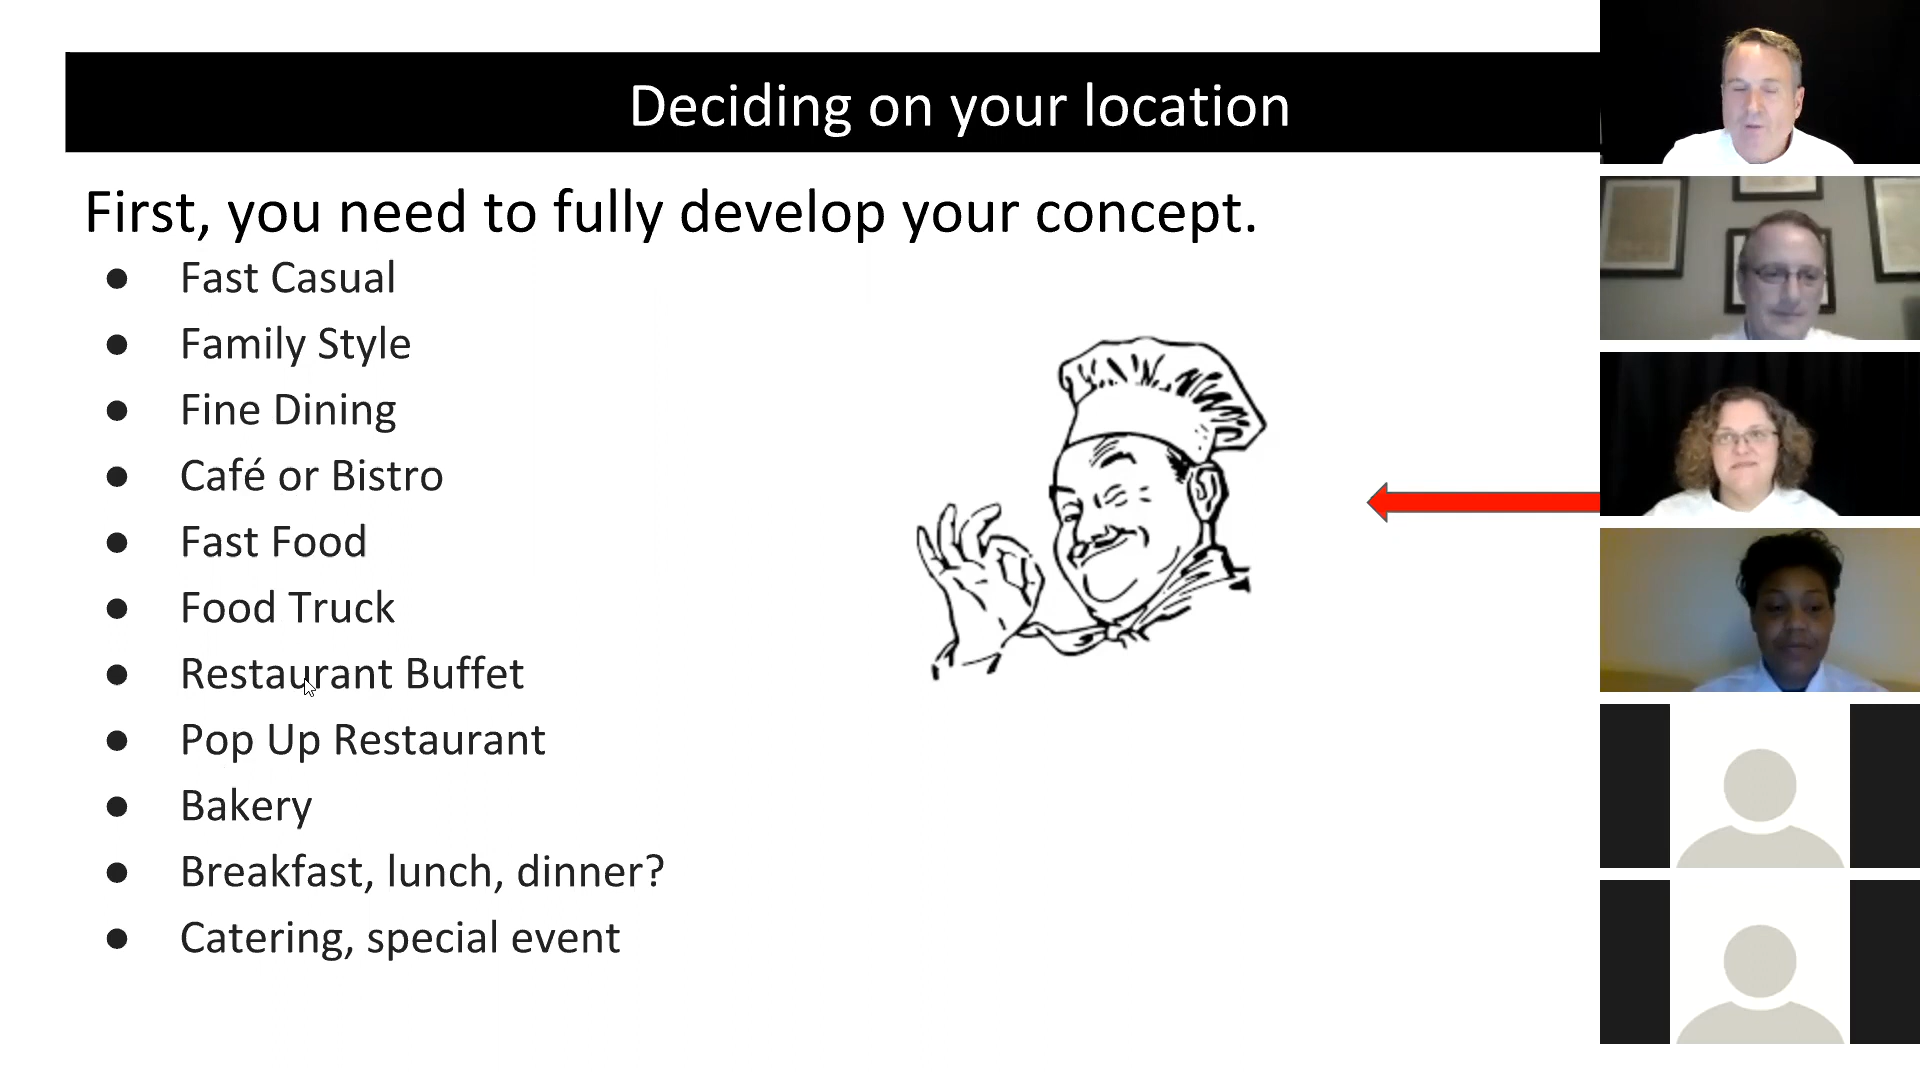 Deciding on your location
First, you need to fully develop your concept.
● Fast Casual
● Family Style
● Fine Dining
● Café or Bistro
● Fast Food
● Food Truck
● Restaurant Buffet
● Pop Up Restaurant
● Bakery
● Breakfast, lunch, dinner?
● Catering, special event